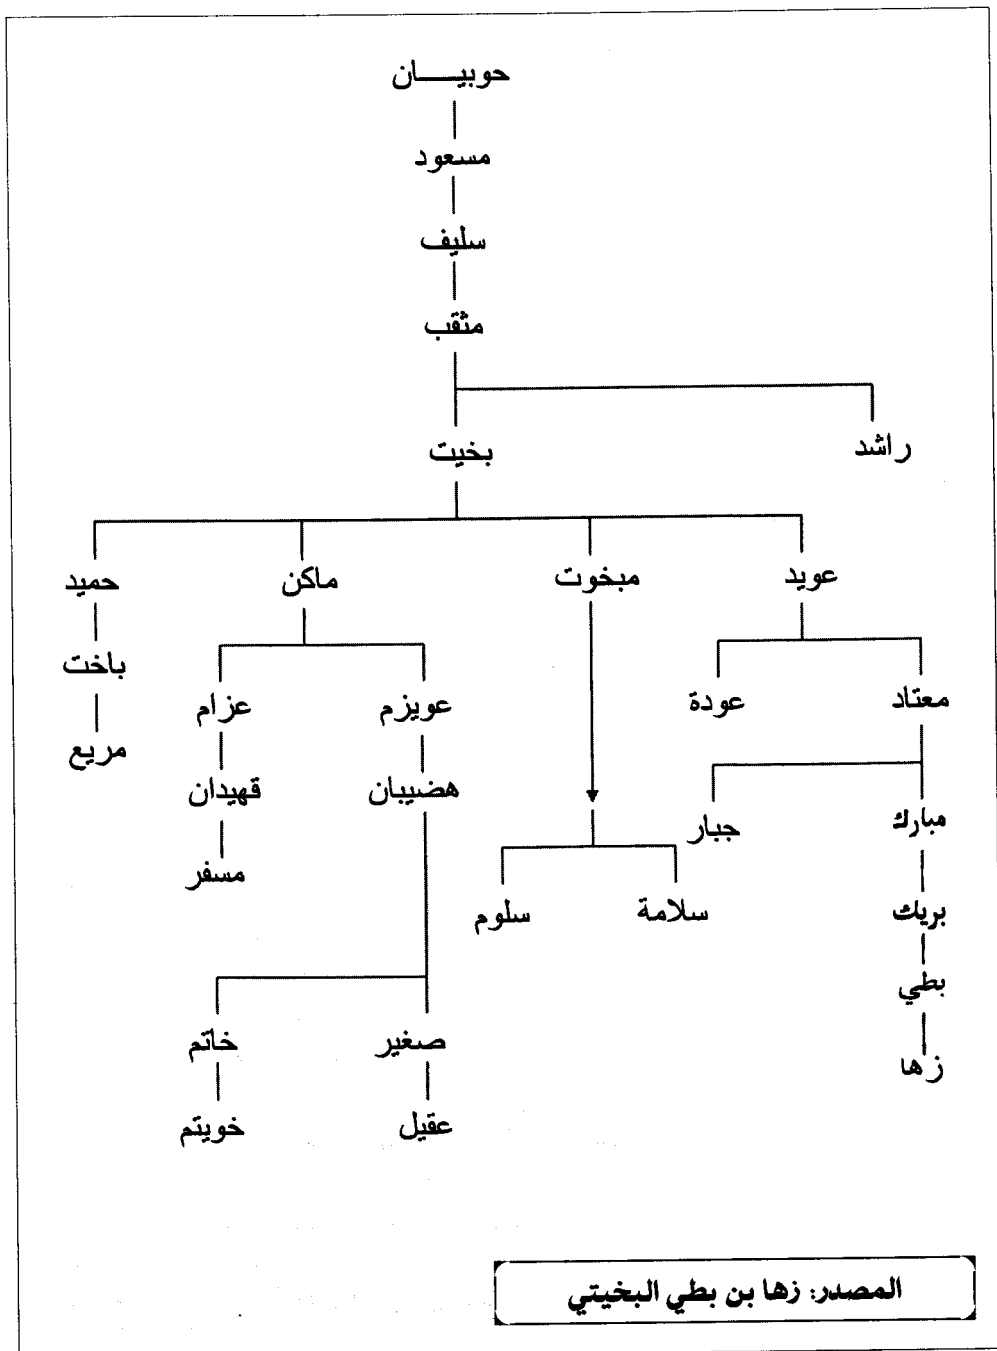 حوبيــــان
مسعود
سليف
مثقب
راشد
بخيت
عويد
مبخوت
ماكن
حميد
باخت
معتاد
عودة
عويزم
عزام
مريع
هضيبان
قهيدان
مبارك
جبار
مسفر
سلامة
سلوم
بريك
بطي
صغير
خاتم
زها
عقيل
خويتم
المصدر: زها بن بطي البخيتي